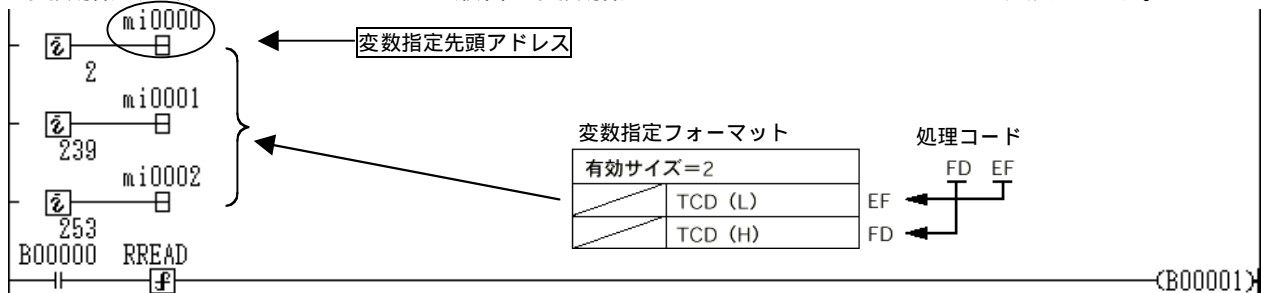 mi0000
変数指定先頭アドレス
i
2
mi0001
i
239
mi0002
i
253
変数指定フォーマット
有効サイズ=2
TCD (L)
TCD (H)
処理コード
FD EF
EF
FD
B00000 RREAD
f
(B00001)